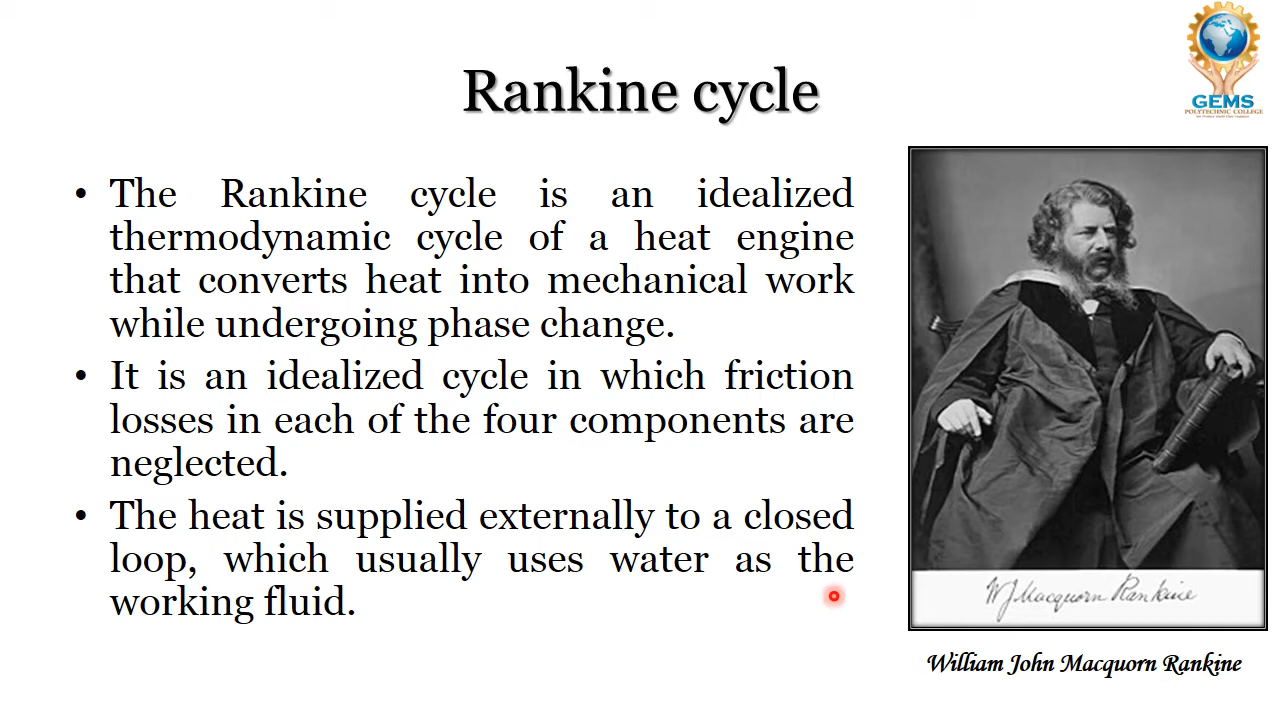 Rankine cycle
GEMS
POLYTECHNIC COLLEGE
• The Rankine cycle is an idealized
thermodynamic cycle of a heat engine
that converts heat into mechanical work
while undergoing phase change.
• It is an idealized cycle in which friction
losses in each of the four components are
neglected.
• The heat is supplied externally to a closed
loop, which usually uses water as the
working fluid.
WJ Macquorn Rankine
William John Macquorn Rankine